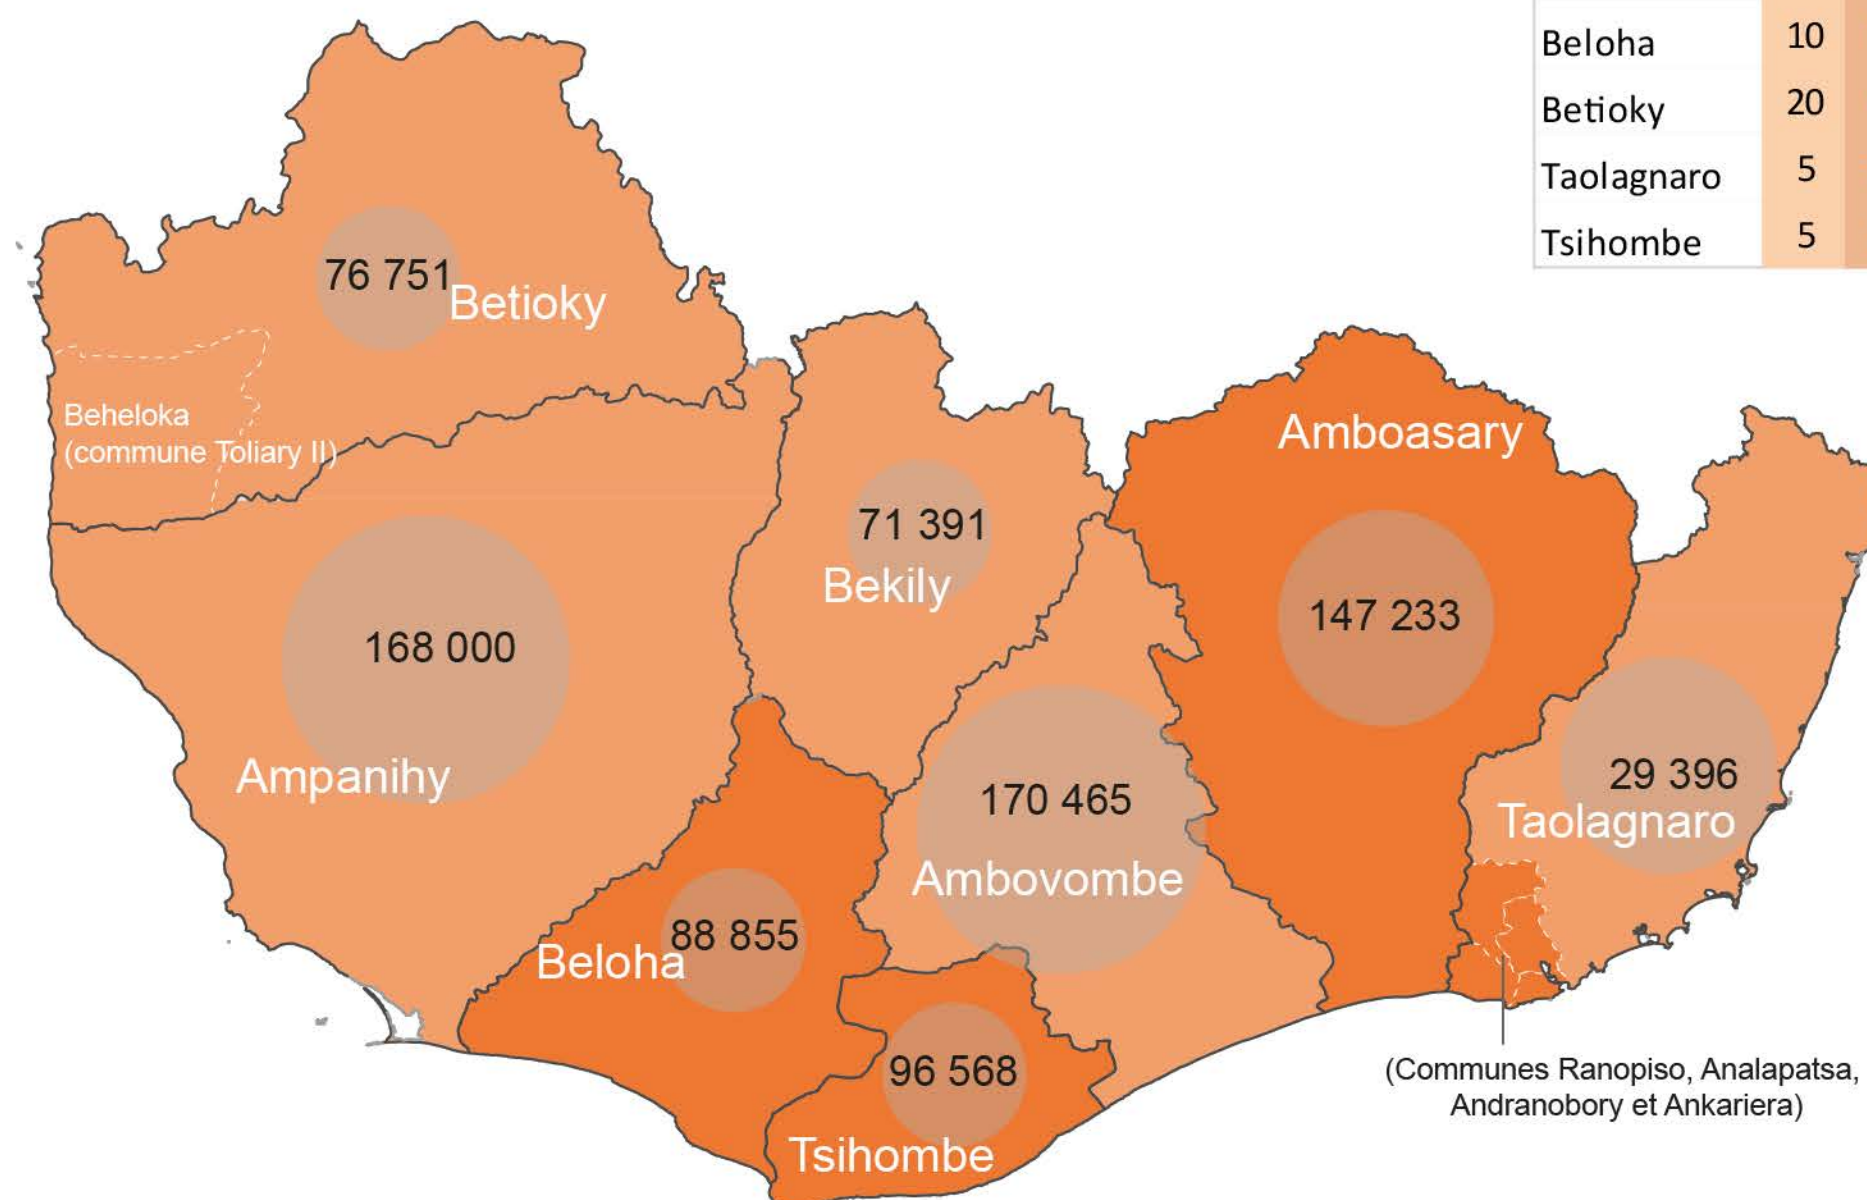 Beloha 10
Betioky 20
Taolagnaro 5
Tsihombe 5
76 751
Betioky
Beheloka
(commune Toliary II)
Amboasary
71 391
Bekily
147 233
168 000
Ampanihy
170 465
Ambovombe
29 396
Taolagnaro
88 855
Beloha
96 568
Tsihombe
(Communes Ranopiso, Analapatsa,
Andranobory et Ankariera)